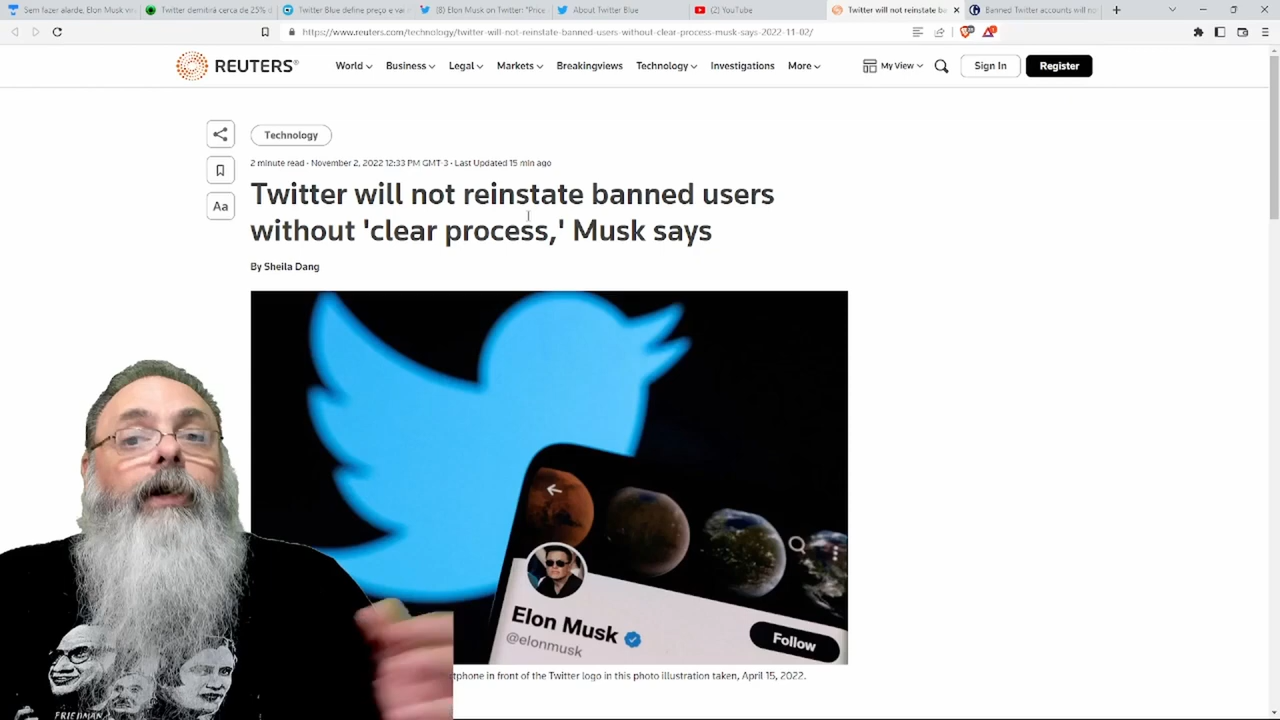 Sem fazer alarde, Elon Musk vir
Twitter demitirá cerca de 25% d
Twitter Blue define preço e vai
(8) Elon Musk on Twitter: "Price
About Twitter Blue
(2) YouTube
Twitter will not reinstate ba
Banned Twitter accounts will no
https://www.reuters.com/technology/twitter-will-not-reinstate-banned-users-without-clear-process-musk-says-2022-11-02/
REUTERS®
World
Business
Legal
Markets
Breakingviews
Technology
Investigations
More
My View
Sign In
Register
Technology
2 minute read · November 2, 2022 12:33 PM GMT-3 · Last Updated 15 min ago
Aa
Twitter will not reinstate banned users
without 'clear process,' Musk says
By Sheila Dang
Elon Musk
@elonmusk
Follow
tphone in front of the Twitter logo in this photo illustration taken, April 15, 2022.
FRIEDMAN